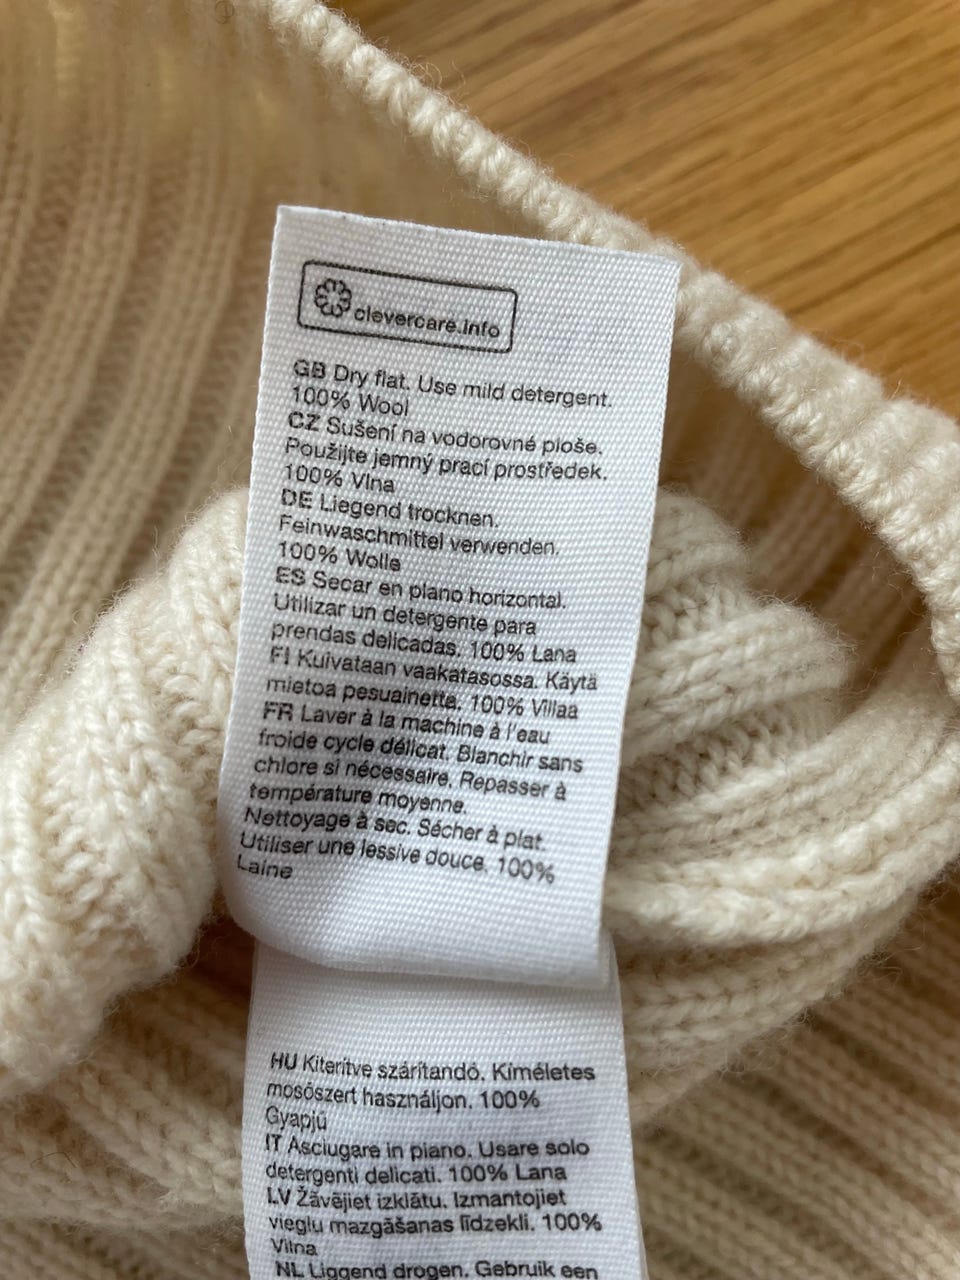 clevercare.info
GB Dry flat. Use mild detergent.
100% Wool
CZ Sušení na vodorovné ploše.
Použijte jemný prací prostředek.
100% Vlna
DE Liegend trocknen.
Feinwaschmittel verwenden.
100% Wolle
ES Secar en plano horizontal.
Utilizar un detergente para
prendas delicadas. 100% Lana
FI Kuivataan vaakatasossa. Käytä
mietoa pesuainetta. 100% Villaa
FR Laver à la machine à l'eau
froide cycle délicat. Blanchir sans
chlore si nécessaire. Repasser à
température moyenne.
Nettoyage à sec. Sécher à plat.
Utiliser une lessive douce. 100%
Laine
HU Kiterítve szárítandó. Kíméletes
mosószert használjon. 100%
Gyapjú
IT Asciugare in piano. Usare solo
detergenti delicati. 100% Lana
LV Žāvējiet izklātu. Izmantojiet
vieglu mazgāšanas līdzekli. 100%
Vilna
NL Liggend drogen. Gebruik een